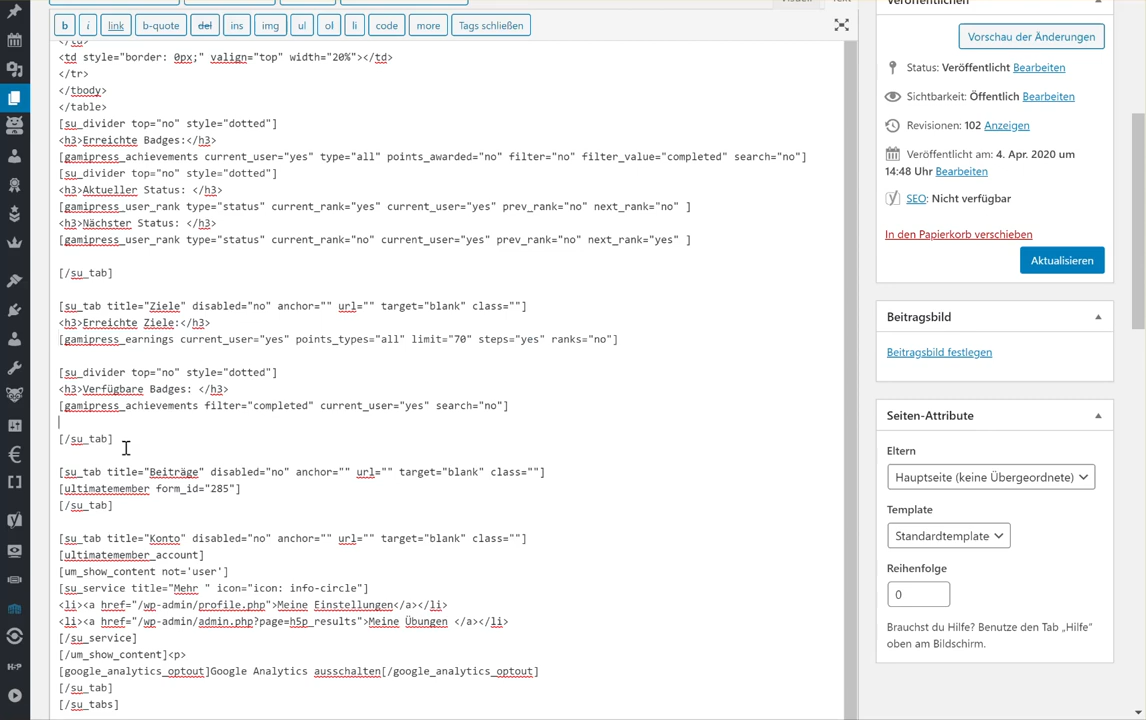 b i link b-quote del ins img ul ol li code more Tags schließen
<td style="border: 0px;" valign="top" width="20%"></td>
</tr>
</tbody>
</table>
[su_divider top="no" style="dotted"]
<h3>Erreichte Badges:</h3>
[gamipress_achievements current_user="yes" type="all" points_awarded="no" filter="no" filter_value="completed" search="no"]
[su_divider top="no" style="dotted"]
<h3>Aktueller Status: </h3>
[gamipress_user_rank type="status" current_rank="yes" current_user="yes" prev_rank="no" next_rank="no" ]
<h3>Nächster Status: </h3>
[gamipress_user_rank type="status" current_rank="no" current_user="yes" prev_rank="no" next_rank="yes" ]
[/su_tab]
[su_tab title="Ziele" disabled="no" anchor="" url="" target="blank" class=""]
<h3>Erreichte Ziele:</h3>
[gamipress_earnings current_user="yes" points_types="all" limit="70" steps="yes" ranks="no"]
[su_divider top="no" style="dotted"]
<h3>Verfügbare Badges: </h3>
[gamipress_achievements filter="completed" current_user="yes" search="no"]
[/su_tab]
[su_tab title="Beiträge" disabled="no" anchor="" url="" target="blank" class=""]
[ultimatemember form_id="285"]
[/su_tab]
[su_tab title="Konto" disabled="no" anchor="" url="" target="blank" class=""]
[ultimatemember_account]
[um_show_content not='user']
[su_service title="Mehr " icon="icon: info-circle"]
<li><a href="/wp-admin/profile.php">Meine Einstellungen</a></li>
<li><a href="/wp-admin/admin.php?page=h5p_results">Meine Übungen </a></li>
[/su_service]
[/um_show_content]<p>
[google_analytics_optout]Google Analytics ausschalten[/google_analytics_optout]
[/su_tab]
[/su_tabs]
Vorschau der Änderungen
Status: Veröffentlicht Bearbeiten
Sichtbarkeit: Öffentlich Bearbeiten
Revisionen: 102 Anzeigen
Veröffentlicht am: 4. Apr. 2020 um
14:48 Uhr Bearbeiten
SEO: Nicht verfügbar
In den Papierkorb verschieben
Aktualisieren
Beitragsbild
Beitragsbild festlegen
Seiten-Attribute
Eltern
Hauptseite (keine Übergeordnete)
Template
Standardtemplate
Reihenfolge
0
Brauchst du Hilfe? Benutze den Tab „Hilfe“
oben am Bildschirm.